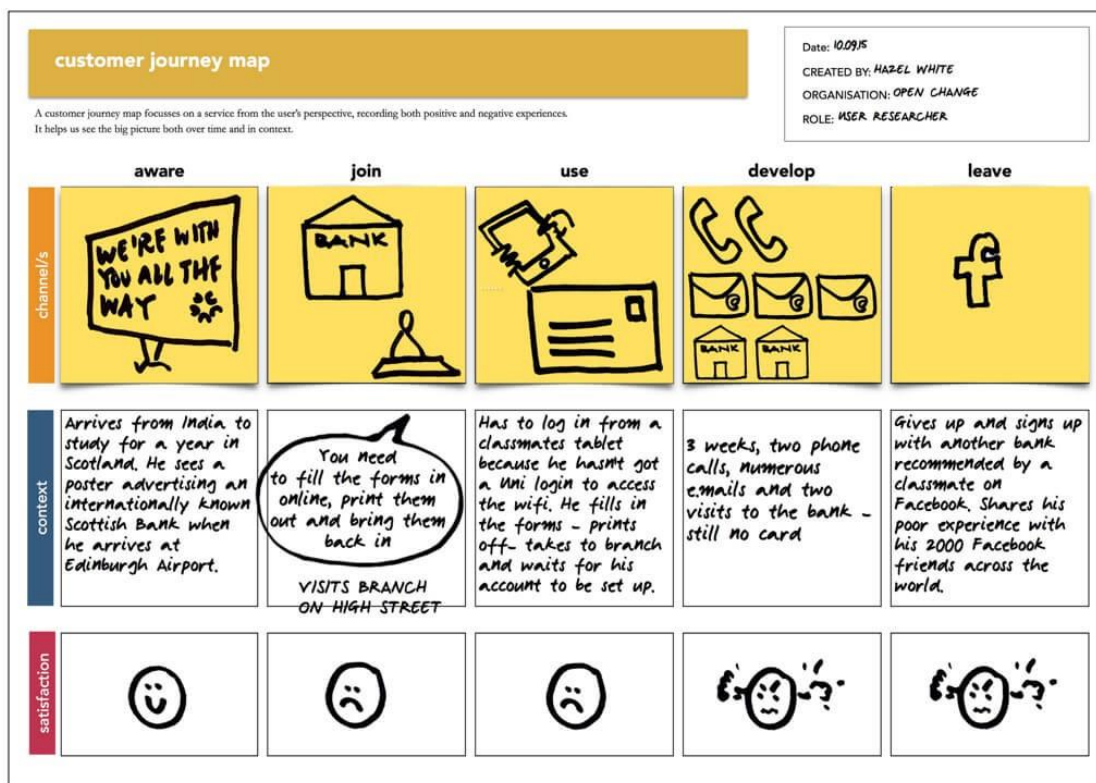 customer journey map
Date: 10.09.15
CREATED BY: HAZEL WHITE
ORGANISATION: OPEN CHANGE
ROLE: USER RESEARCHER
A customer journey map focusses on a service from the user's perspective, recording both positive and negative experiences.
It helps us see the big picture both over time and in context.
aware
join
use
develop
leave
channel/s
WE'RE WITH
YOU ALL THE
WAY
BANK
BANK
BANK
context
Arrives from India to
study for a year in
Scotland. He sees a
poster advertising an
internationally known
Scottish Bank when
he arrives at
Edinburgh Airport.
You need
to fill the forms in
online, print them
out and bring them
back in
VISITS BRANCH
ON HIGH STREET
Has to log in from a
classmates tablet
because he hasn't got
a Uni login to access
the wifi. He fills in
the forms - prints
off- takes to branch
and waits for his
account to be set up.
3 weeks, two phone
calls, numerous
e.mails and two
visits to the bank -
still no card
Gives up and signs up
with another bank
recommended by a
classmate on
Facebook. Shares his
poor experience with
his 2000 Facebook
friends across the
world.
satisfaction